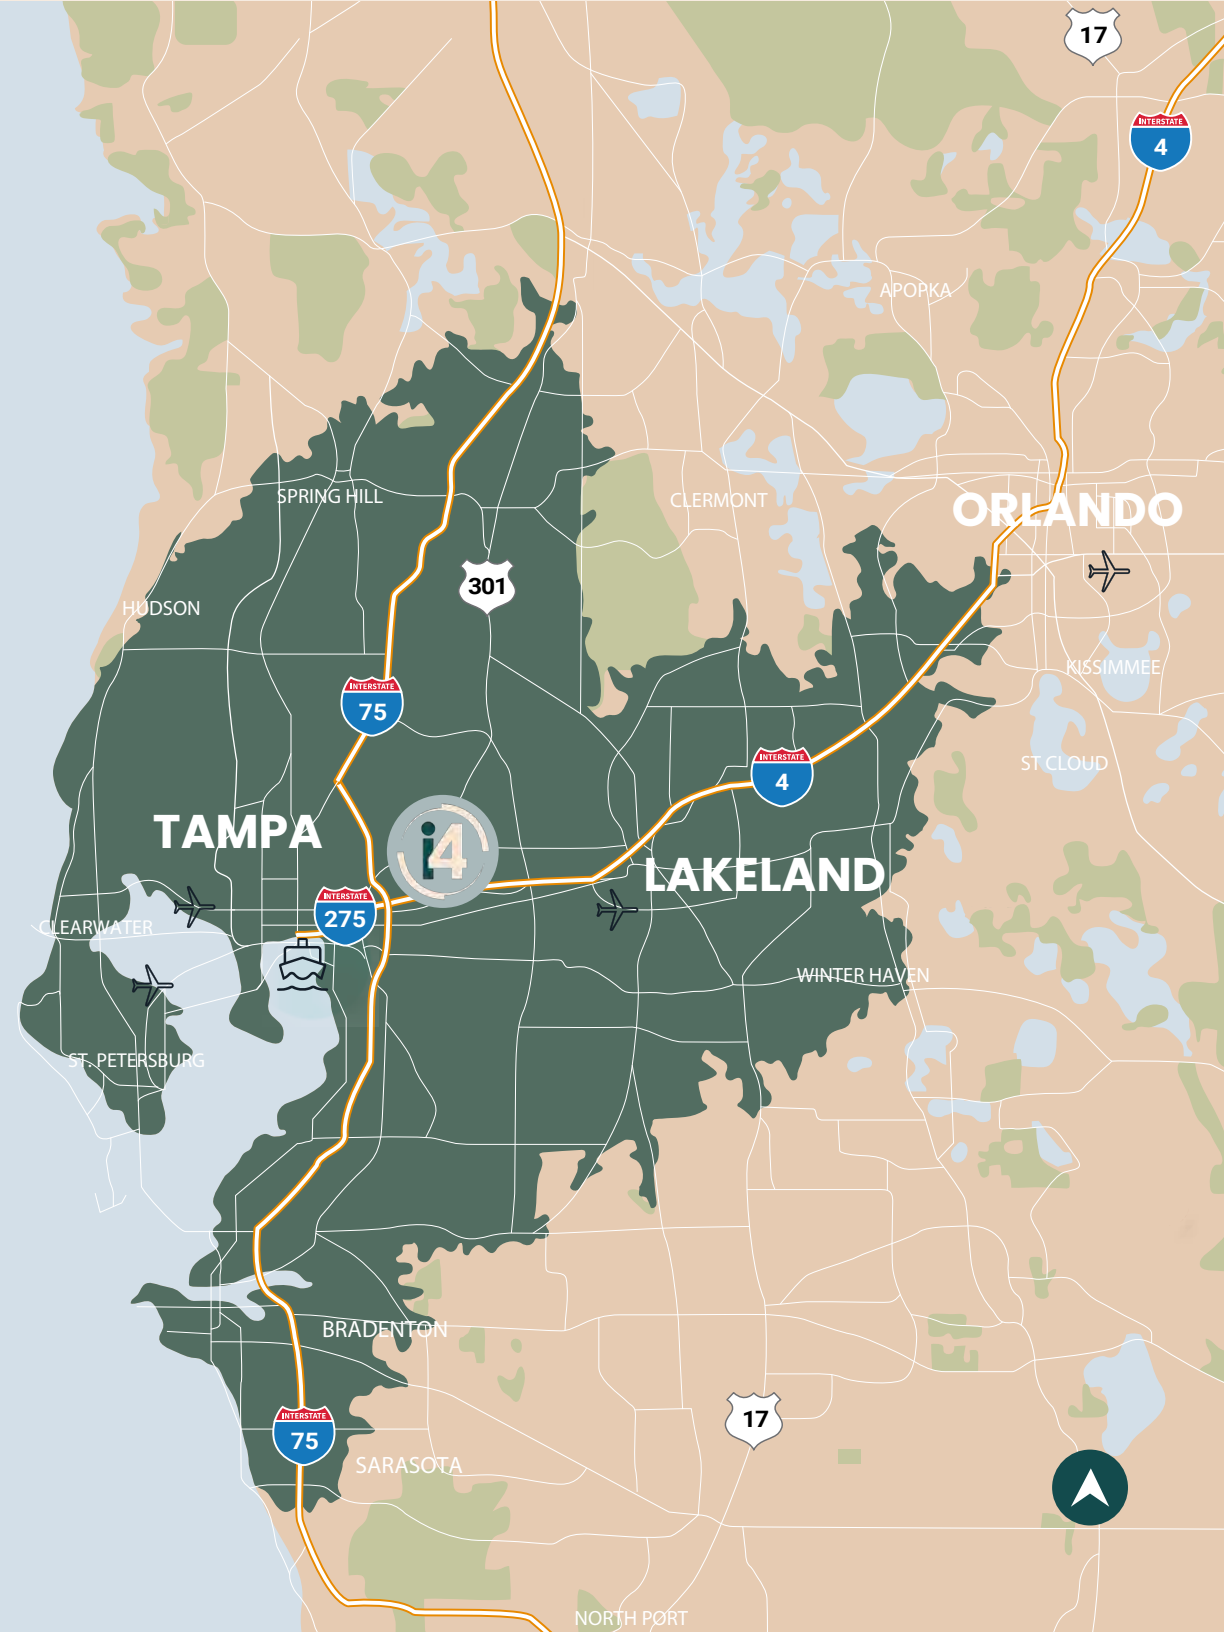 17
INTERSTATE
4
APOPKA
SPRING HILL
CLERMONT
ORLANDO
301
HUDSON
KISSIMMEE
INTERSTATE
75
INTERSTATE
4
ST CLOUD
TAMPA
i4
LAKELAND
INTERSTATE
275
CLEARWATER
WINTER HAVEN
ST. PETERSBURG
BRADENTON
INTERSTATE
75
17
SARASOTA
NORTH PORT